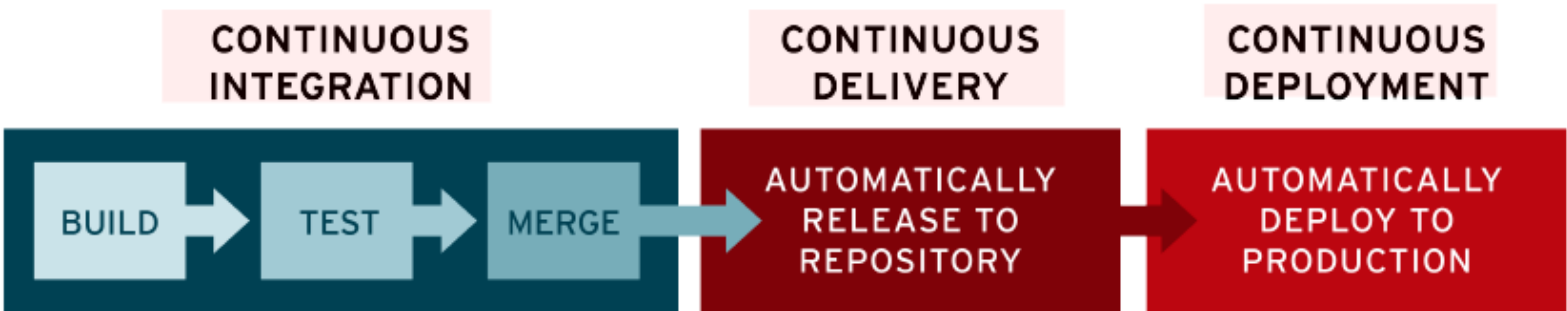 CONTINUOUS
INTEGRATION
CONTINUOUS
DELIVERY
CONTINUOUS
DEPLOYMENT
BUILD
TEST
MERGE
AUTOMATICALLY
RELEASE TO
REPOSITORY
AUTOMATICALLY
DEPLOY TO
PRODUCTION